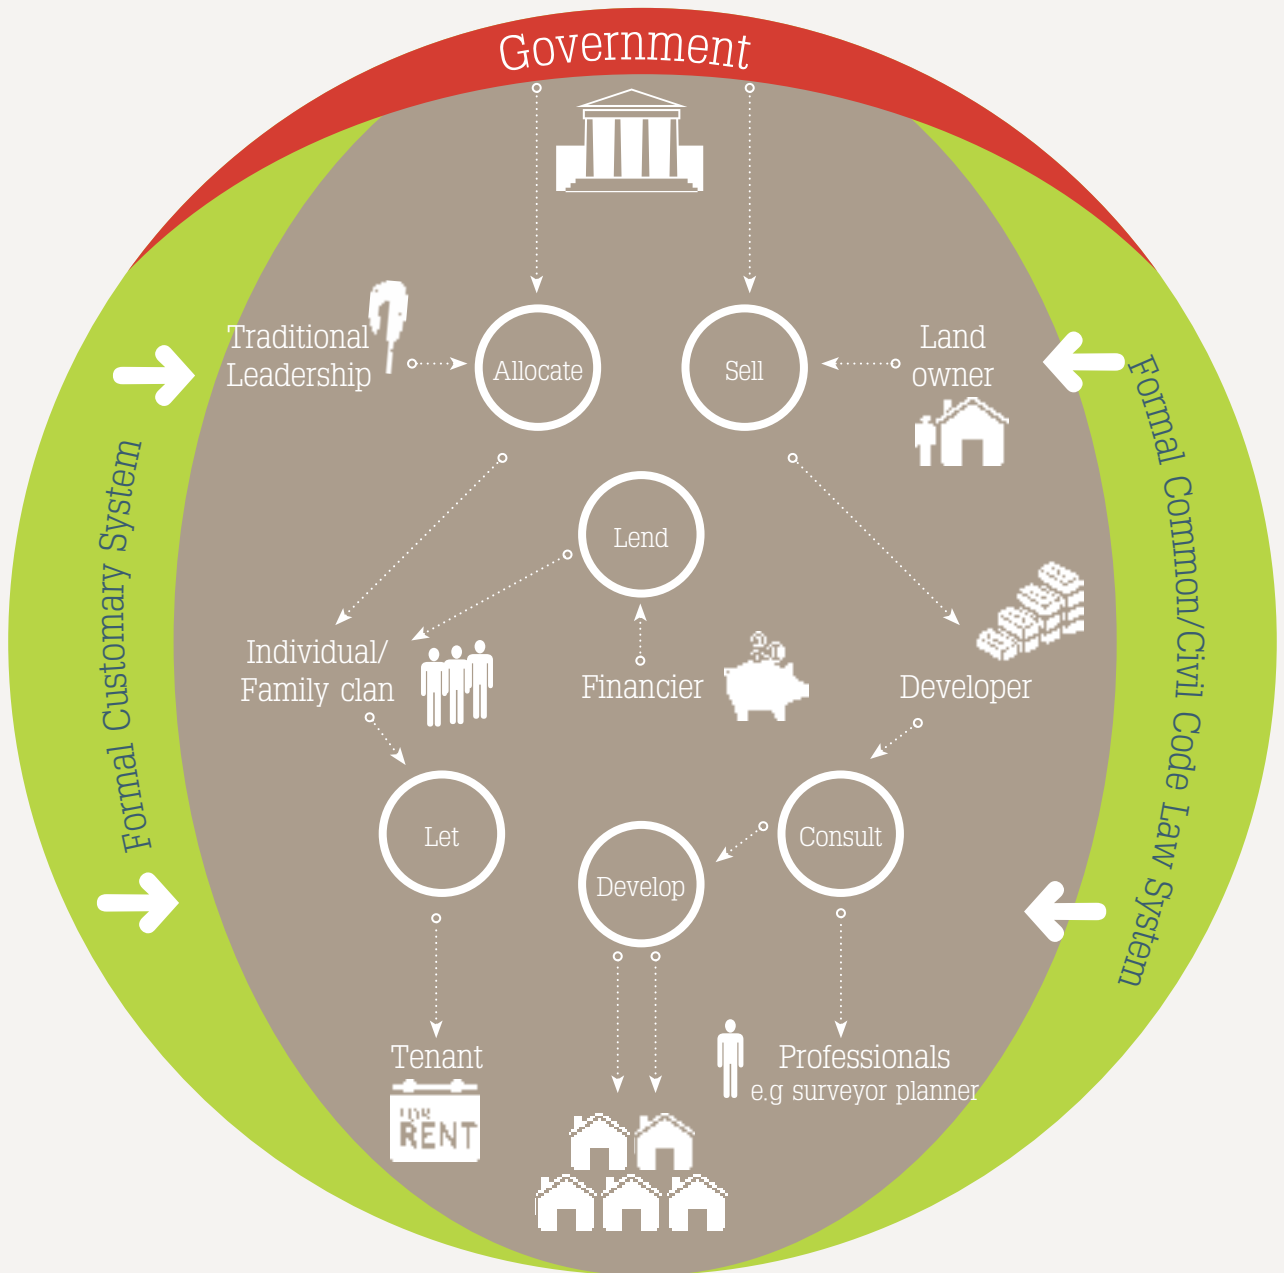 Government
Traditional
Leadership
Allocate
Sell
Land
owner
Formal Customary System
Formal Common/Civil Code Law System
Lend
Individual/
Family clan
Financier
Developer
Let
Develop
Consult
Tenant
FOR
RENT
Professionals
e.g surveyor planner